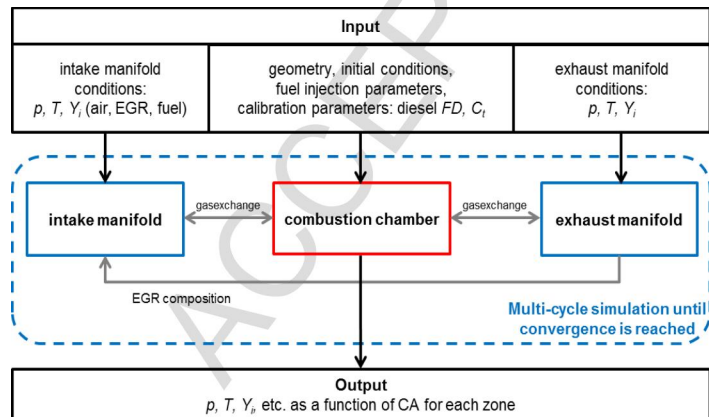 Input
intake manifold
conditions:
p, T, Yi (air, EGR, fuel)
geometry, initial conditions,
fuel injection parameters,
calibration parameters: diesel FD, Ct
exhaust manifold
conditions:
p, T, Yi
intake manifold
gasexchange
combustion chamber
gasexchange
exhaust manifold
EGR composition
Multi-cycle simulation until
convergence is reached
Output
p, T, Yi, etc. as a function of CA for each zone
ACCEP